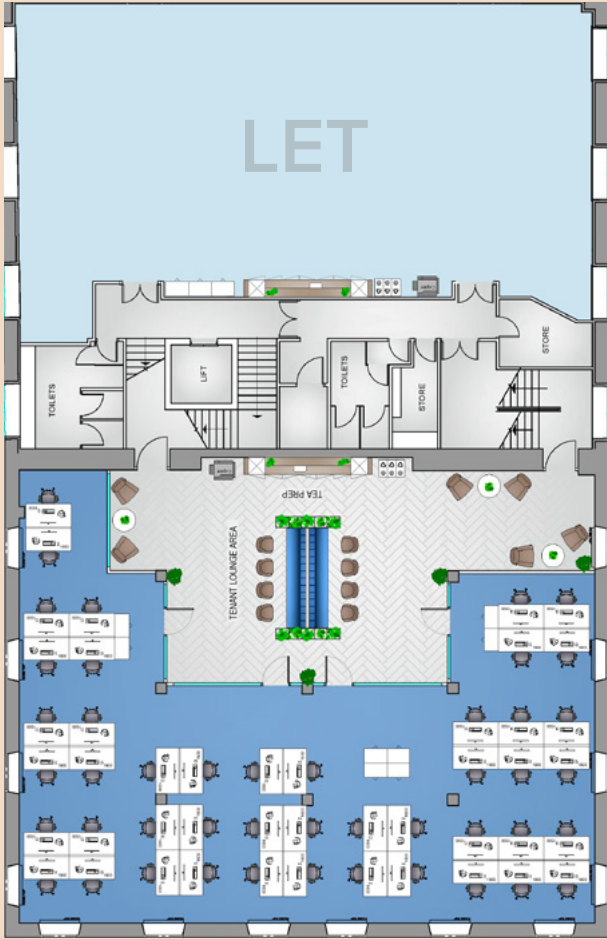 LET
STORE
LIFT
TOILETS
TOILETS
STORE
TEA PREP
TENANT LOUNGE AREA